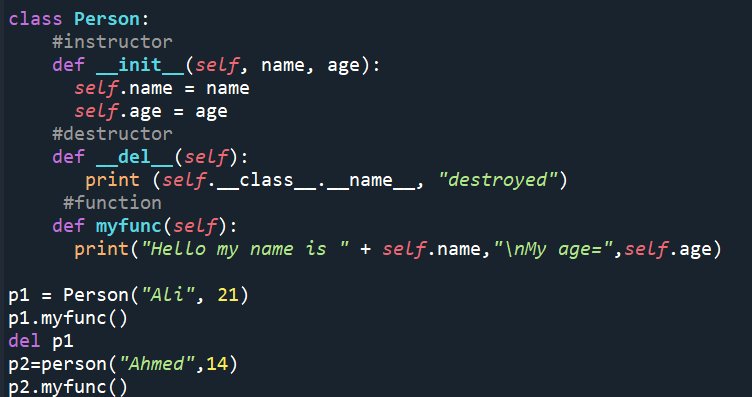 class Person:
    #instructor
    def __init__(self, name, age):
      self.name = name
      self.age = age
    #destructor
    def __del__(self):
       print (self.__class__.__name__, "destroyed")
     #function
    def myfunc(self):
      print("Hello my name is " + self.name,"\nMy age=",self.age)

p1 = Person("Ali", 21)
p1.myfunc()
del p1
p2=person("Ahmed",14)
p2.myfunc()